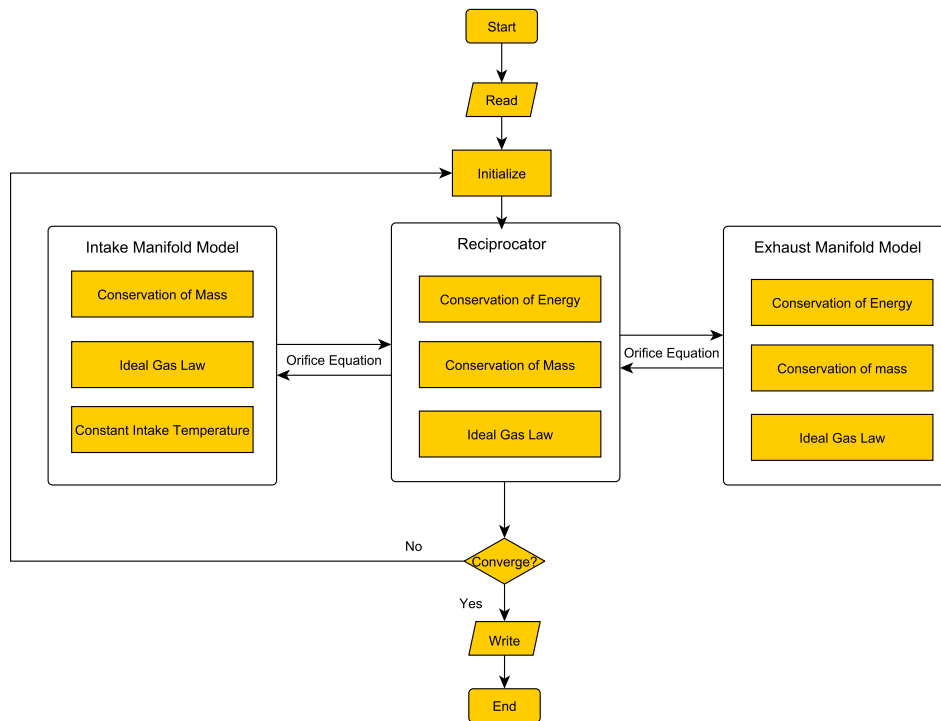 Start
Read
Initialize
Intake Manifold Model
Conservation of Mass
Ideal Gas Law
Constant Intake Temperature
Orifice Equation
Reciprocator
Conservation of Energy
Conservation of Mass
Ideal Gas Law
Orifice Equation
Exhaust Manifold Model
Conservation of Energy
Conservation of mass
Ideal Gas Law
Converge?
No
Yes
Write
End